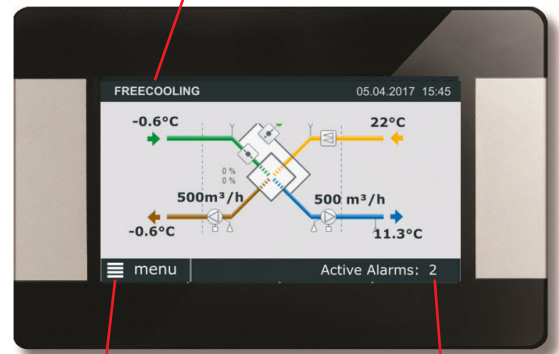 FREECOOLING 05.04.2017 15:45
-0.6°C 22°C
0 %
0 %
500m³/h 500 m³/h
-0.6°C 11.3°C
menu Active Alarms: 2